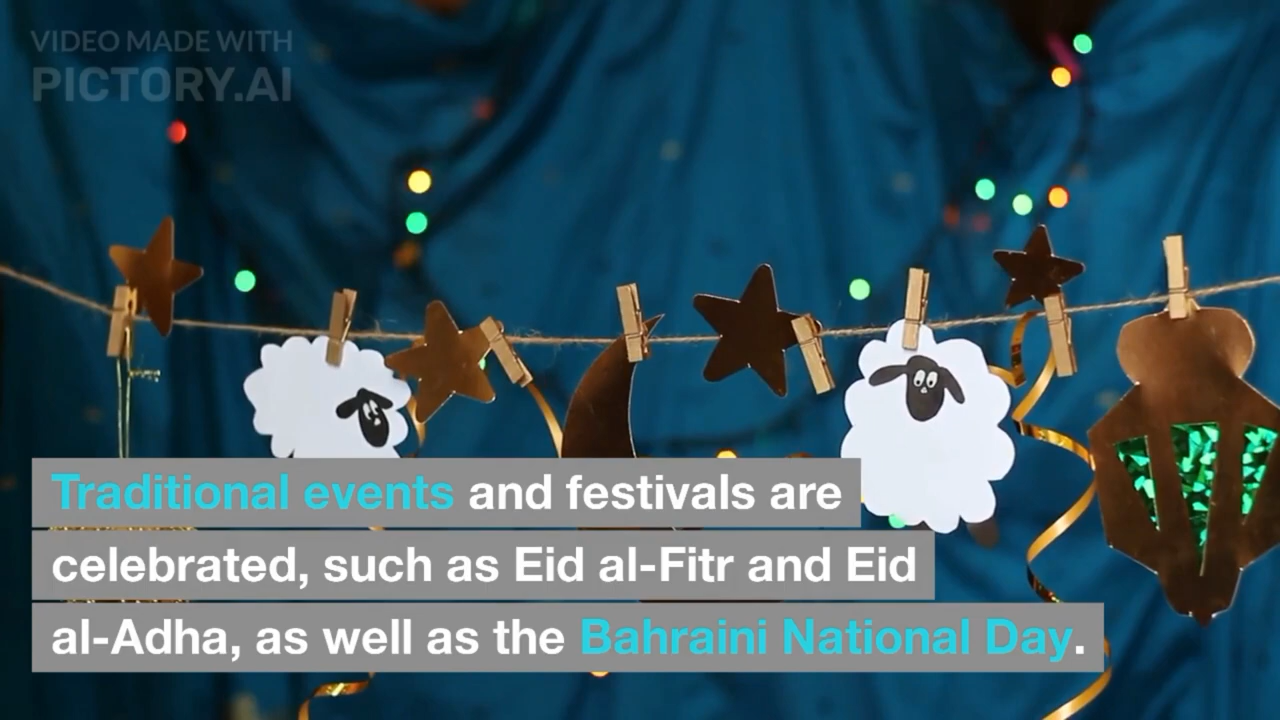 VIDEO MADE WITH
PICTORY.AI
Traditional events and festivals are
celebrated, such as Eid al-Fitr and Eid
al-Adha, as well as the Bahraini National Day.